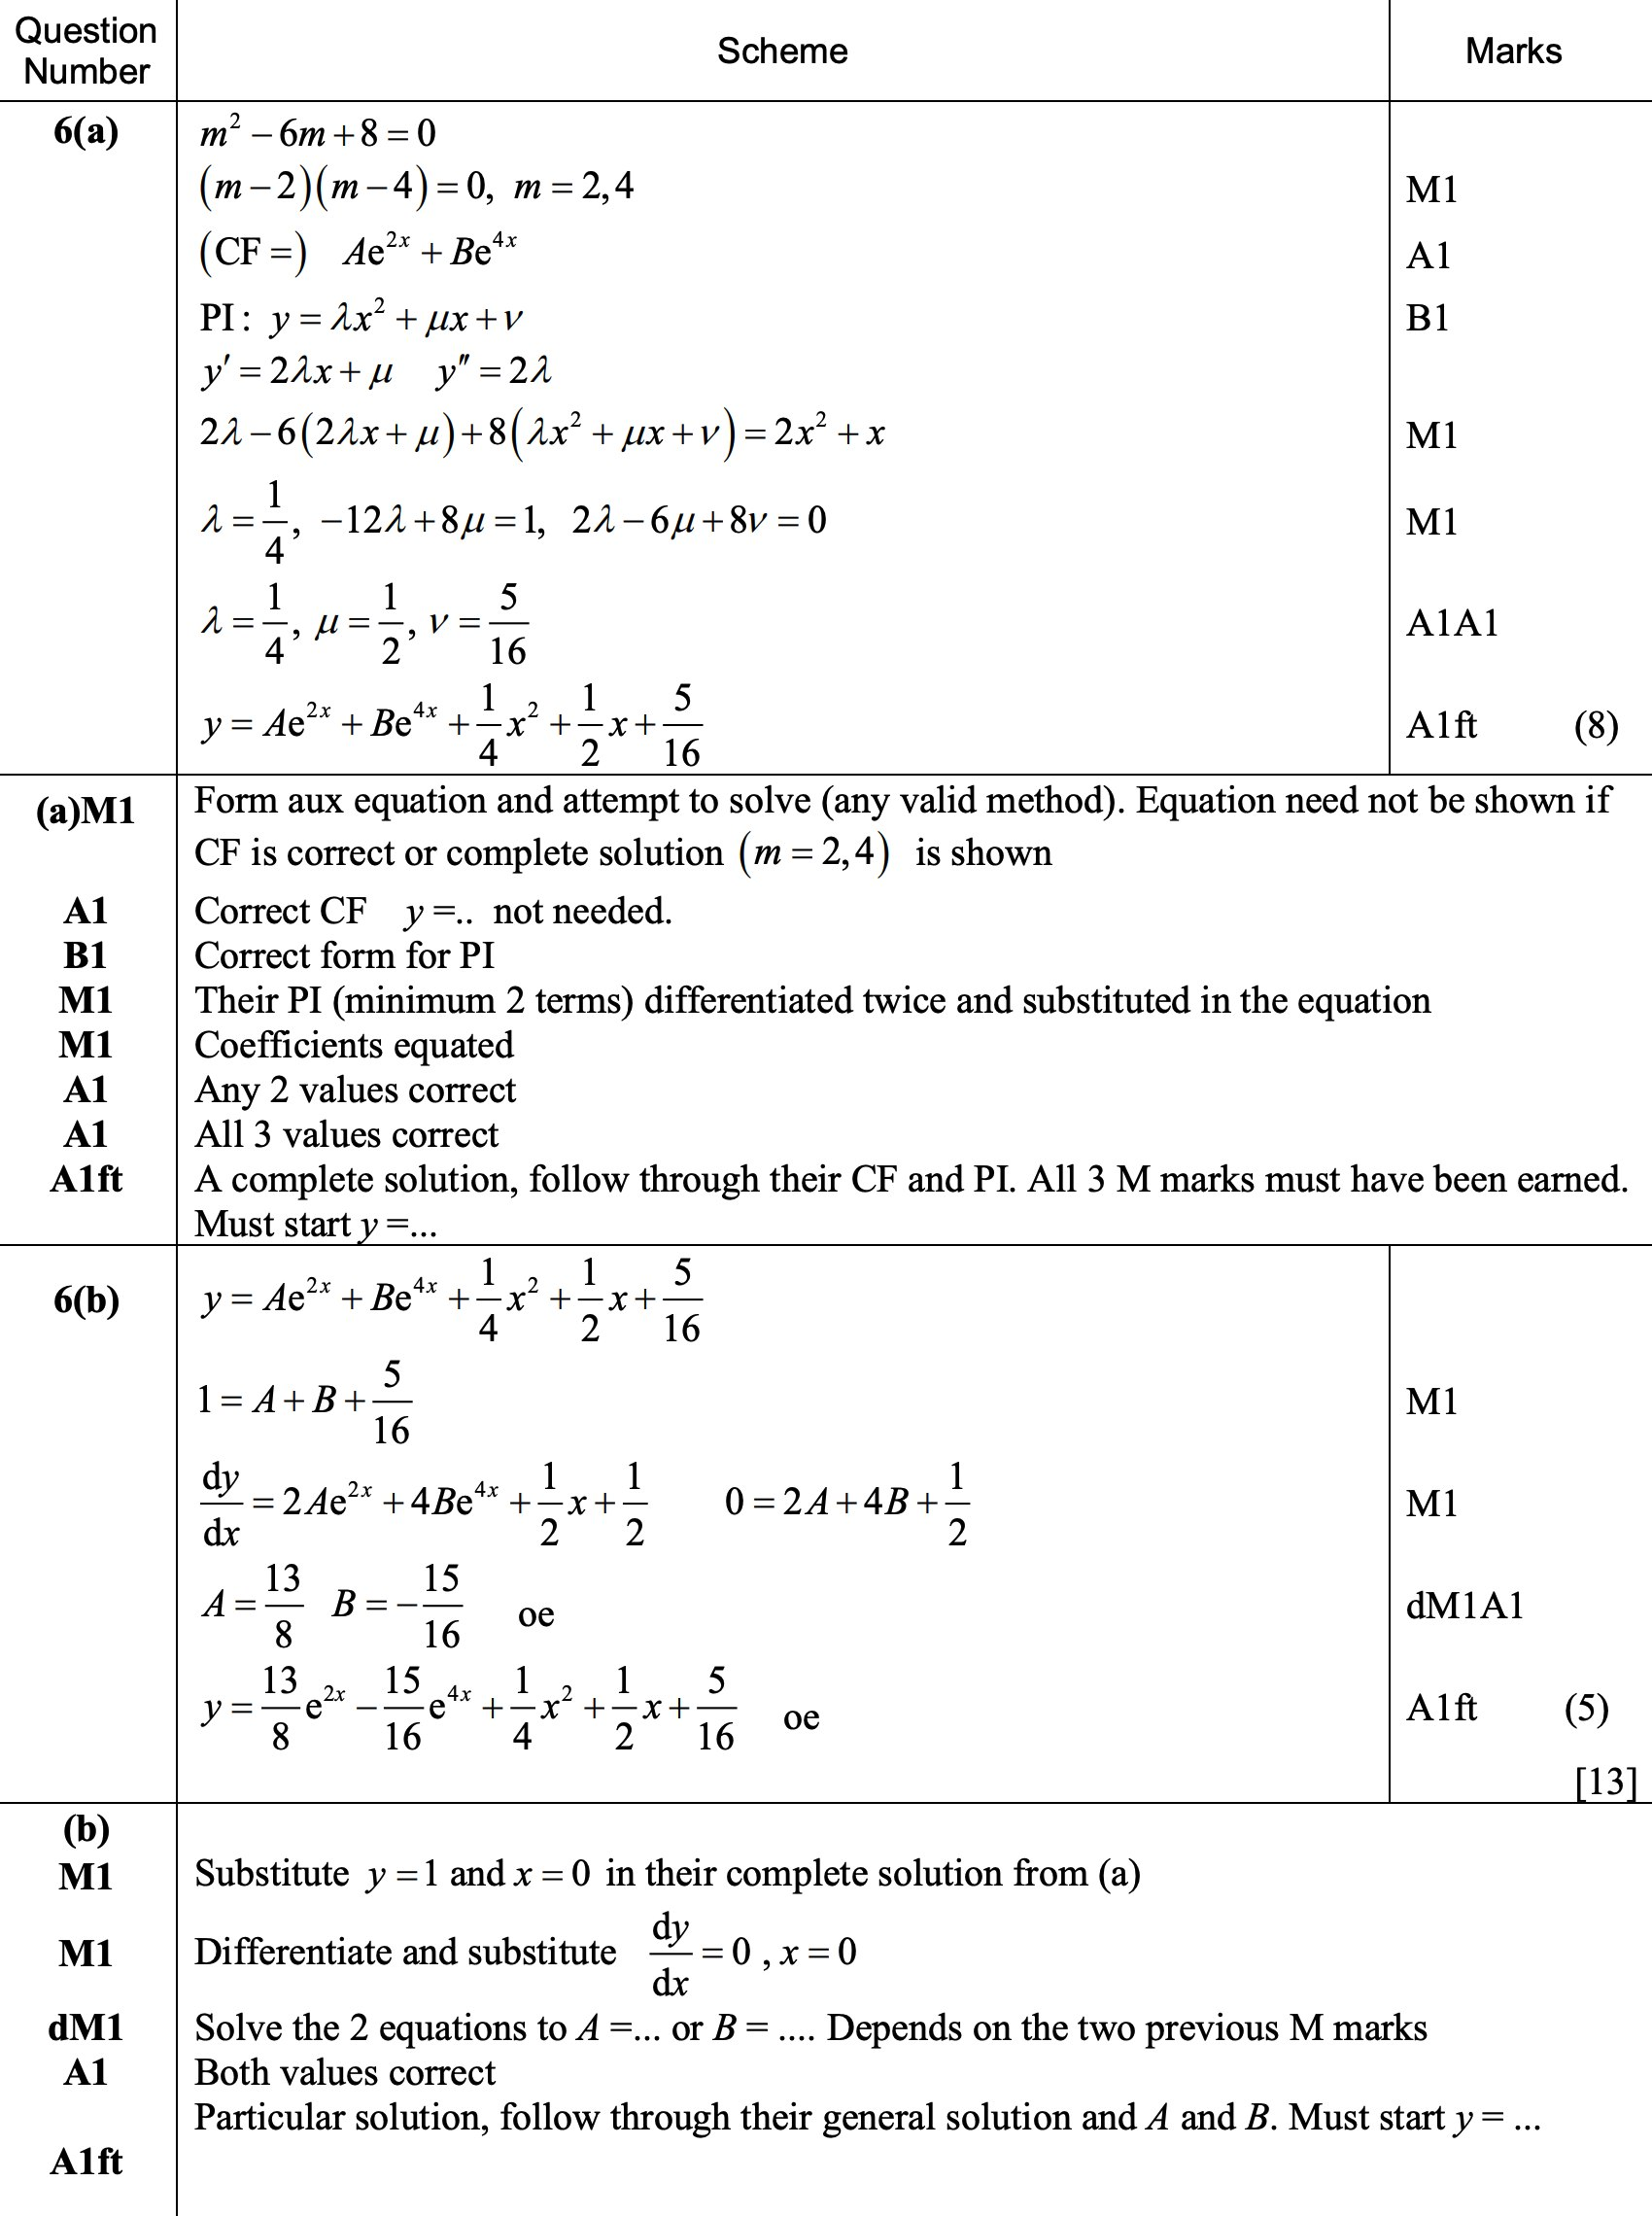 Question Number Scheme Marks
6(a) m² − 6m + 8 = 0
(m − 2)(m − 4) = 0, m = 2, 4 M1
(CF =) Ae^{2x} + Be^{4x} A1
PI: y = λx² + μx + ν B1
y′ = 2λx + μ y″ = 2λ
2λ − 6(2λx + μ) + 8(λx² + μx + ν) = 2x² + x M1
λ = 1/4, −12λ + 8μ = 1, 2λ − 6μ + 8ν = 0 M1
λ = 1/4, μ = 1/2, ν = 5/16 A1A1
y = Ae^{2x} + Be^{4x} + 1/4 x² + 1/2 x + 5/16 A1ft (8)
(a)M1 Form aux equation and attempt to solve (any valid method). Equation need not be shown if
CF is correct or complete solution (m = 2, 4) is shown
A1 Correct CF y =.. not needed.
B1 Correct form for PI
M1 Their PI (minimum 2 terms) differentiated twice and substituted in the equation
M1 Coefficients equated
A1 Any 2 values correct
A1 All 3 values correct
A1ft A complete solution, follow through their CF and PI. All 3 M marks must have been earned.
Must start y =...
6(b) y = Ae^{2x} + Be^{4x} + 1/4 x² + 1/2 x + 5/16
1 = A + B + 5/16 M1
dy/dx = 2Ae^{2x} + 4Be^{4x} + 1/2 x + 1/2 0 = 2A + 4B + 1/2 M1
A = 13/8 B = −15/16 oe dM1A1
y = 13/8 e^{2x} − 15/16 e^{4x} + 1/4 x² + 1/2 x + 5/16 oe A1ft (5)
[13]
(b)
M1 Substitute y = 1 and x = 0 in their complete solution from (a)
M1 Differentiate and substitute dy/dx = 0 , x = 0
dM1 Solve the 2 equations to A =... or B = .... Depends on the two previous M marks
A1 Both values correct
Particular solution, follow through their general solution and A and B. Must start y = ...
A1ft